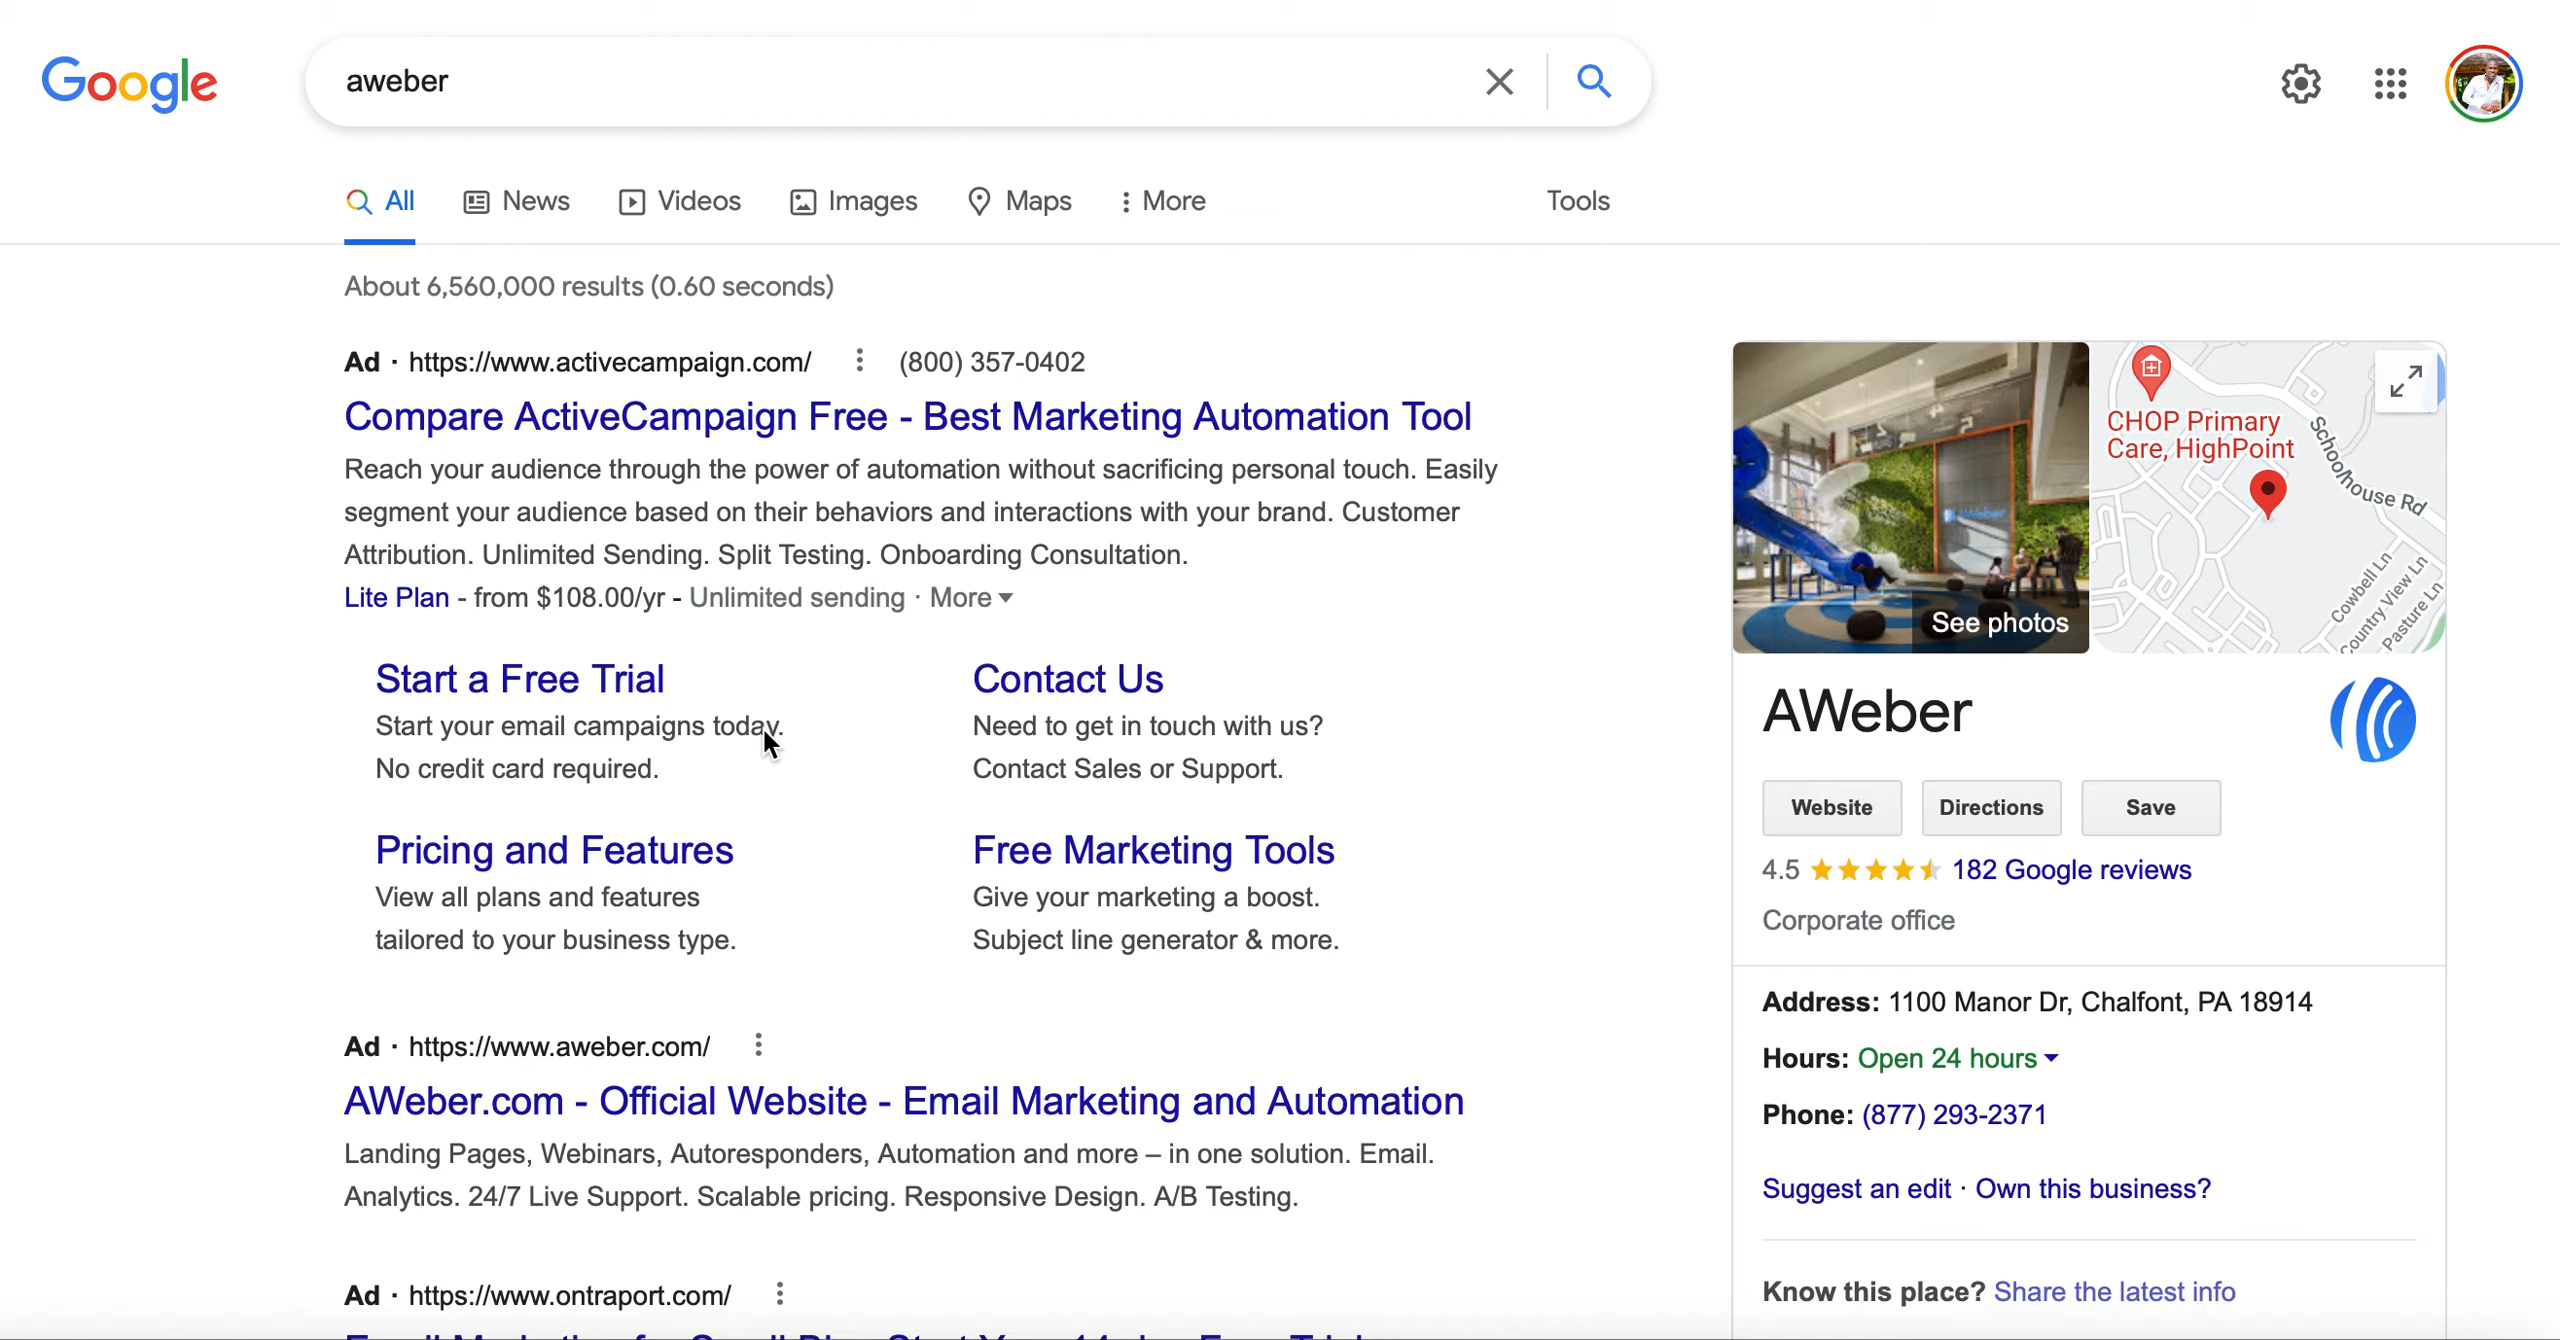 Google
aweber
All
News
Videos
Images
Maps
More
Tools
About 6,560,000 results (0.60 seconds)
Ad · https://www.activecampaign.com/ (800) 357-0402
Compare ActiveCampaign Free - Best Marketing Automation Tool
Reach your audience through the power of automation without sacrificing personal touch. Easily
segment your audience based on their behaviors and interactions with your brand. Customer
Attribution. Unlimited Sending. Split Testing. Onboarding Consultation.
Lite Plan - from $108.00/yr - Unlimited sending · More
Start a Free Trial
Start your email campaigns today.
No credit card required.
Contact Us
Need to get in touch with us?
Contact Sales or Support.
Pricing and Features
View all plans and features
tailored to your business type.
Free Marketing Tools
Give your marketing a boost.
Subject line generator & more.
Ad · https://www.aweber.com/
AWeber.com - Official Website - Email Marketing and Automation
Landing Pages, Webinars, Autoresponders, Automation and more – in one solution. Email.
Analytics. 24/7 Live Support. Scalable pricing. Responsive Design. A/B Testing.
Ad · https://www.ontraport.com/
AWeber
See photos
CHOP Primary
Care, HighPoint
Schoolhouse Rd
Cowbell Ln
Country View Ln
Pasture Ln
AWeber
Website
Directions
Save
4.5 182 Google reviews
Corporate office
Address: 1100 Manor Dr, Chalfont, PA 18914
Hours: Open 24 hours
Phone: (877) 293-2371
Suggest an edit · Own this business?
Know this place? Share the latest info